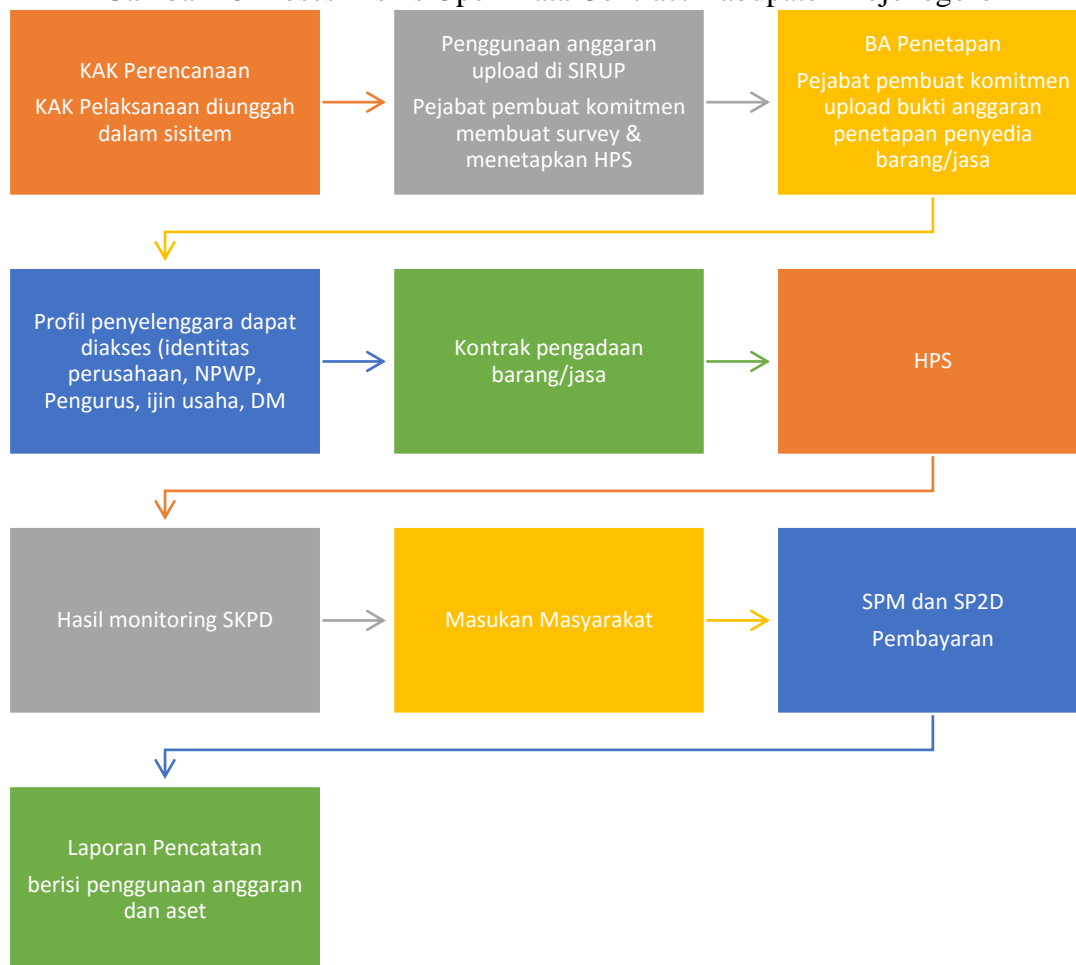 KAK Perencanaan
KAK Pelaksanaan diunggah
dalam sisitem
Penggunaan anggaran
upload di SIRUP
Pejabat pembuat komitmen
membuat survey &
menetapkan HPS
BA Penetapan
Pejabat pembuat komitmen
upload bukti anggaran
penetapan penyedia
barang/jasa
Profil penyelenggara dapat
diakses (identitas
perusahaan, NPWP,
Pengurus, ijin usaha, DM
Kontrak pengadaan
barang/jasa
HPS
Hasil monitoring SKPD
Masukan Masyarakat
SPM dan SP2D
Pembayaran
Laporan Pencatatan
berisi penggunaan anggaran
dan aset